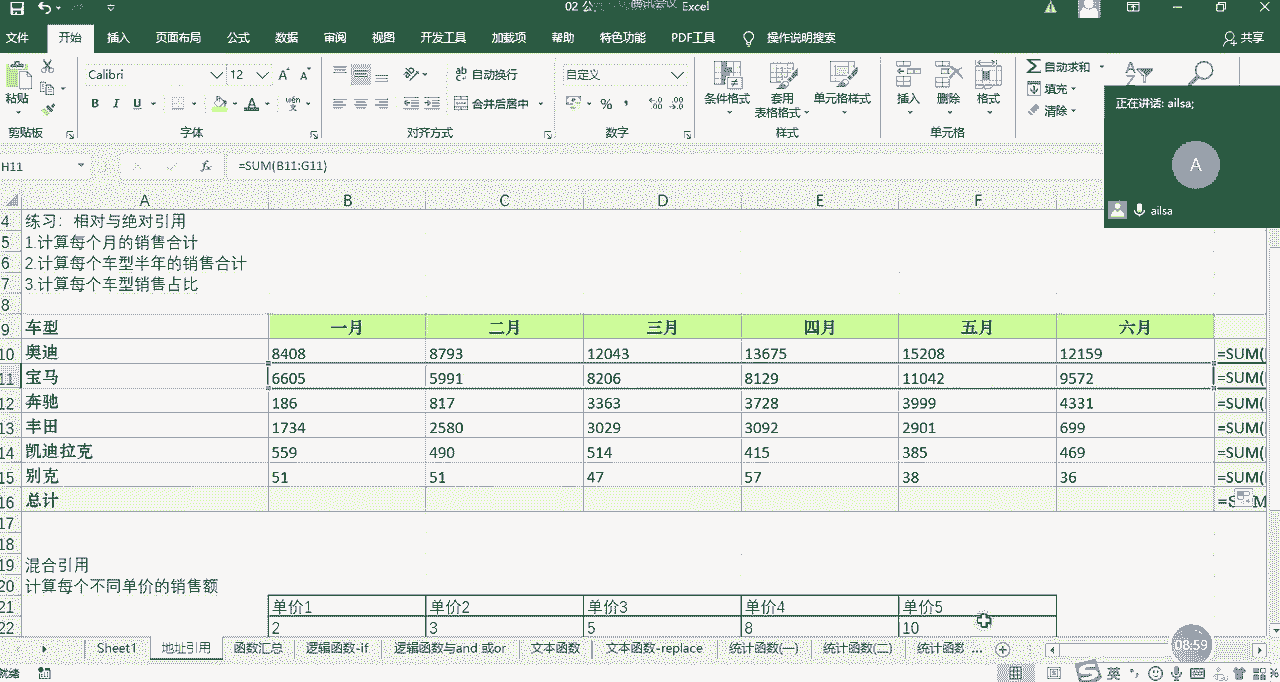 Excel
文件 开始 插入 页面布局 公式 数据 审阅 视图 开发工具 加载项 帮助 特色功能 PDF工具 操作说明搜索 共享
Calibri 12 自动换行 自定义 自动求和
粘贴 B I U 合并后居中 条件格式 套用 表格格式 单元格样式 插入 删除 格式 填充
清除
剪贴板 字体 对齐方式 数字 样式 单元格
正在讲话: ailsa;
A
ailsa
H11 fx =SUM(B11:G11)
A B C D E F
4 练习：相对与绝对引用
5 1.计算每个月的销售合计
6 2.计算每个车型半年的销售合计
7 3.计算每个车型销售占比
8
9 车型 一月 二月 三月 四月 五月 六月
10 奥迪 8408 8793 12043 13675 15208 12159 =SUM(
11 宝马 6605 5991 8206 8129 11042 9572 =SUM(
12 奔驰 186 817 3363 3728 3999 4331 =SUM(
13 丰田 1734 2580 3029 3092 2901 699 =SUM(
14 凯迪拉克 559 490 514 415 385 469 =SUM(
15 别克 51 51 47 57 38 36 =SUM(
16 总计
17
18
19 混合引用
20 计算每个不同单价的销售额
21 单价1 单价2 单价3 单价4 单价5
22 2 3 5 8 10
Sheet1 地址引用 函数汇总 逻辑函数-if 逻辑函数与and 或or 文本函数 文本函数-replace 统计函数(一) 统计函数(二) 统计函数 ...
08:59
就绪 英